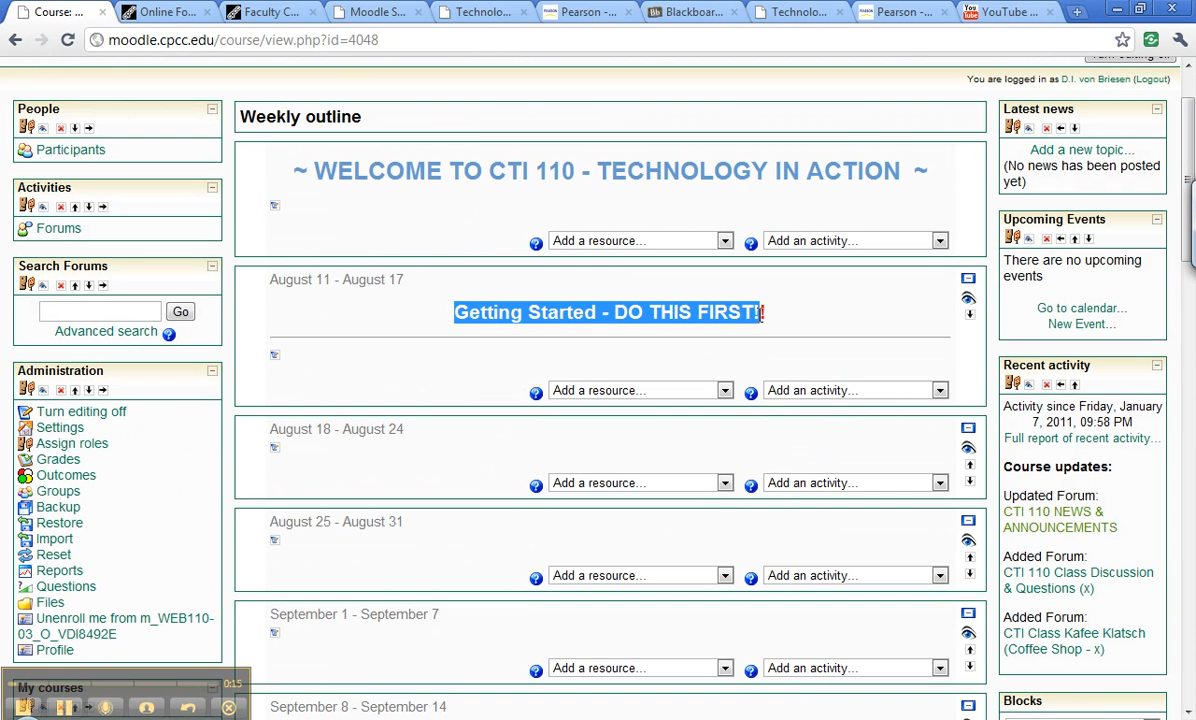 Course: ...
Online Fo...
Faculty C...
Moodle S...
Technolo...
Pearson -...
Blackboar...
Technolo...
Pearson -...
YouTube ...
moodle.cpcc.edu/course/view.php?id=4048
You are logged in as D.I. von Briesen (Logout)
People
Participants
Activities
Forums
Search Forums
Go
Advanced search
Administration
Turn editing off
Settings
Assign roles
Grades
Outcomes
Groups
Backup
Restore
Import
Reset
Reports
Questions
Files
Unenroll me from m_WEB110-
03_O_VDI8492E
Profile
My courses
0:15
Weekly outline
~ WELCOME TO CTI 110 - TECHNOLOGY IN ACTION ~
Add a resource... Add an activity...
August 11 - August 17
Getting Started - DO THIS FIRST!!
Add a resource... Add an activity...
August 18 - August 24
Add a resource... Add an activity...
August 25 - August 31
Add a resource... Add an activity...
September 1 - September 7
Add a resource... Add an activity...
September 8 - September 14
Latest news
Add a new topic...
(No news has been posted
yet)
Upcoming Events
There are no upcoming
events
Go to calendar...
New Event...
Recent activity
Activity since Friday, January
7, 2011, 09:58 PM
Full report of recent activity...
Course updates:
Updated Forum:
CTI 110 NEWS &
ANNOUNCEMENTS
Added Forum:
CTI 110 Class Discussion
& Questions (x)
Added Forum:
CTI Class Kafee Klatsch
(Coffee Shop - x)
Blocks